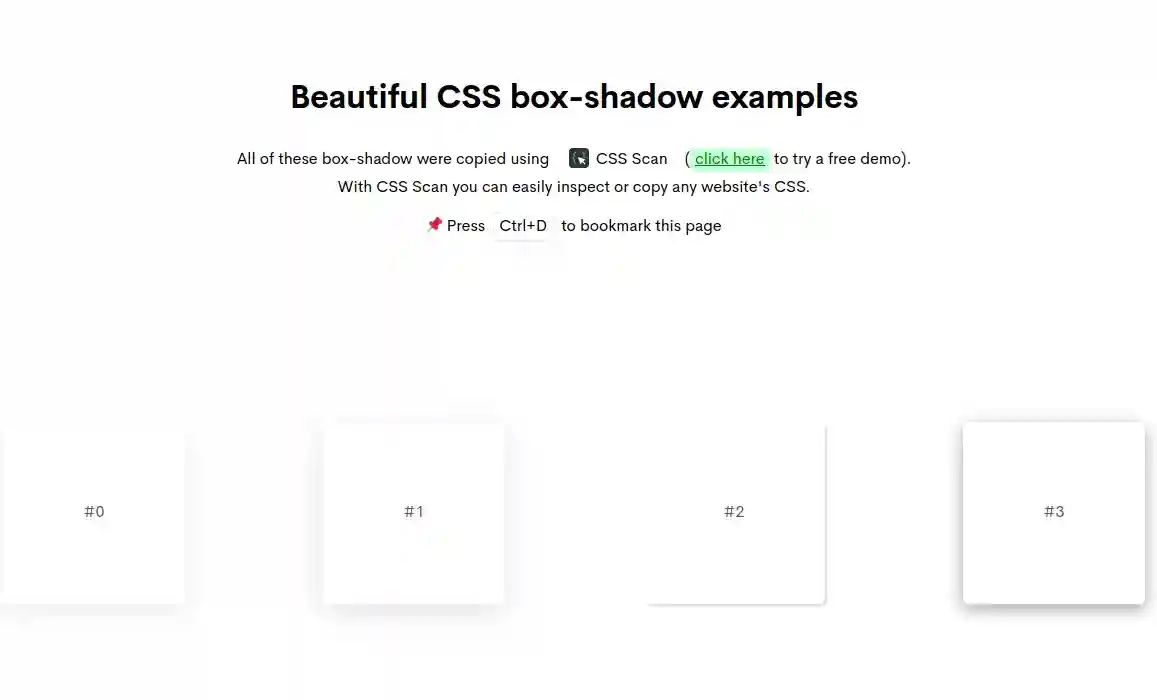 Beautiful CSS box-shadow examples
All of these box-shadow were copied using CSS Scan (click here to try a free demo).
With CSS Scan you can easily inspect or copy any website's CSS.
📌 Press Ctrl+D to bookmark this page
#0 #1 #2 #3